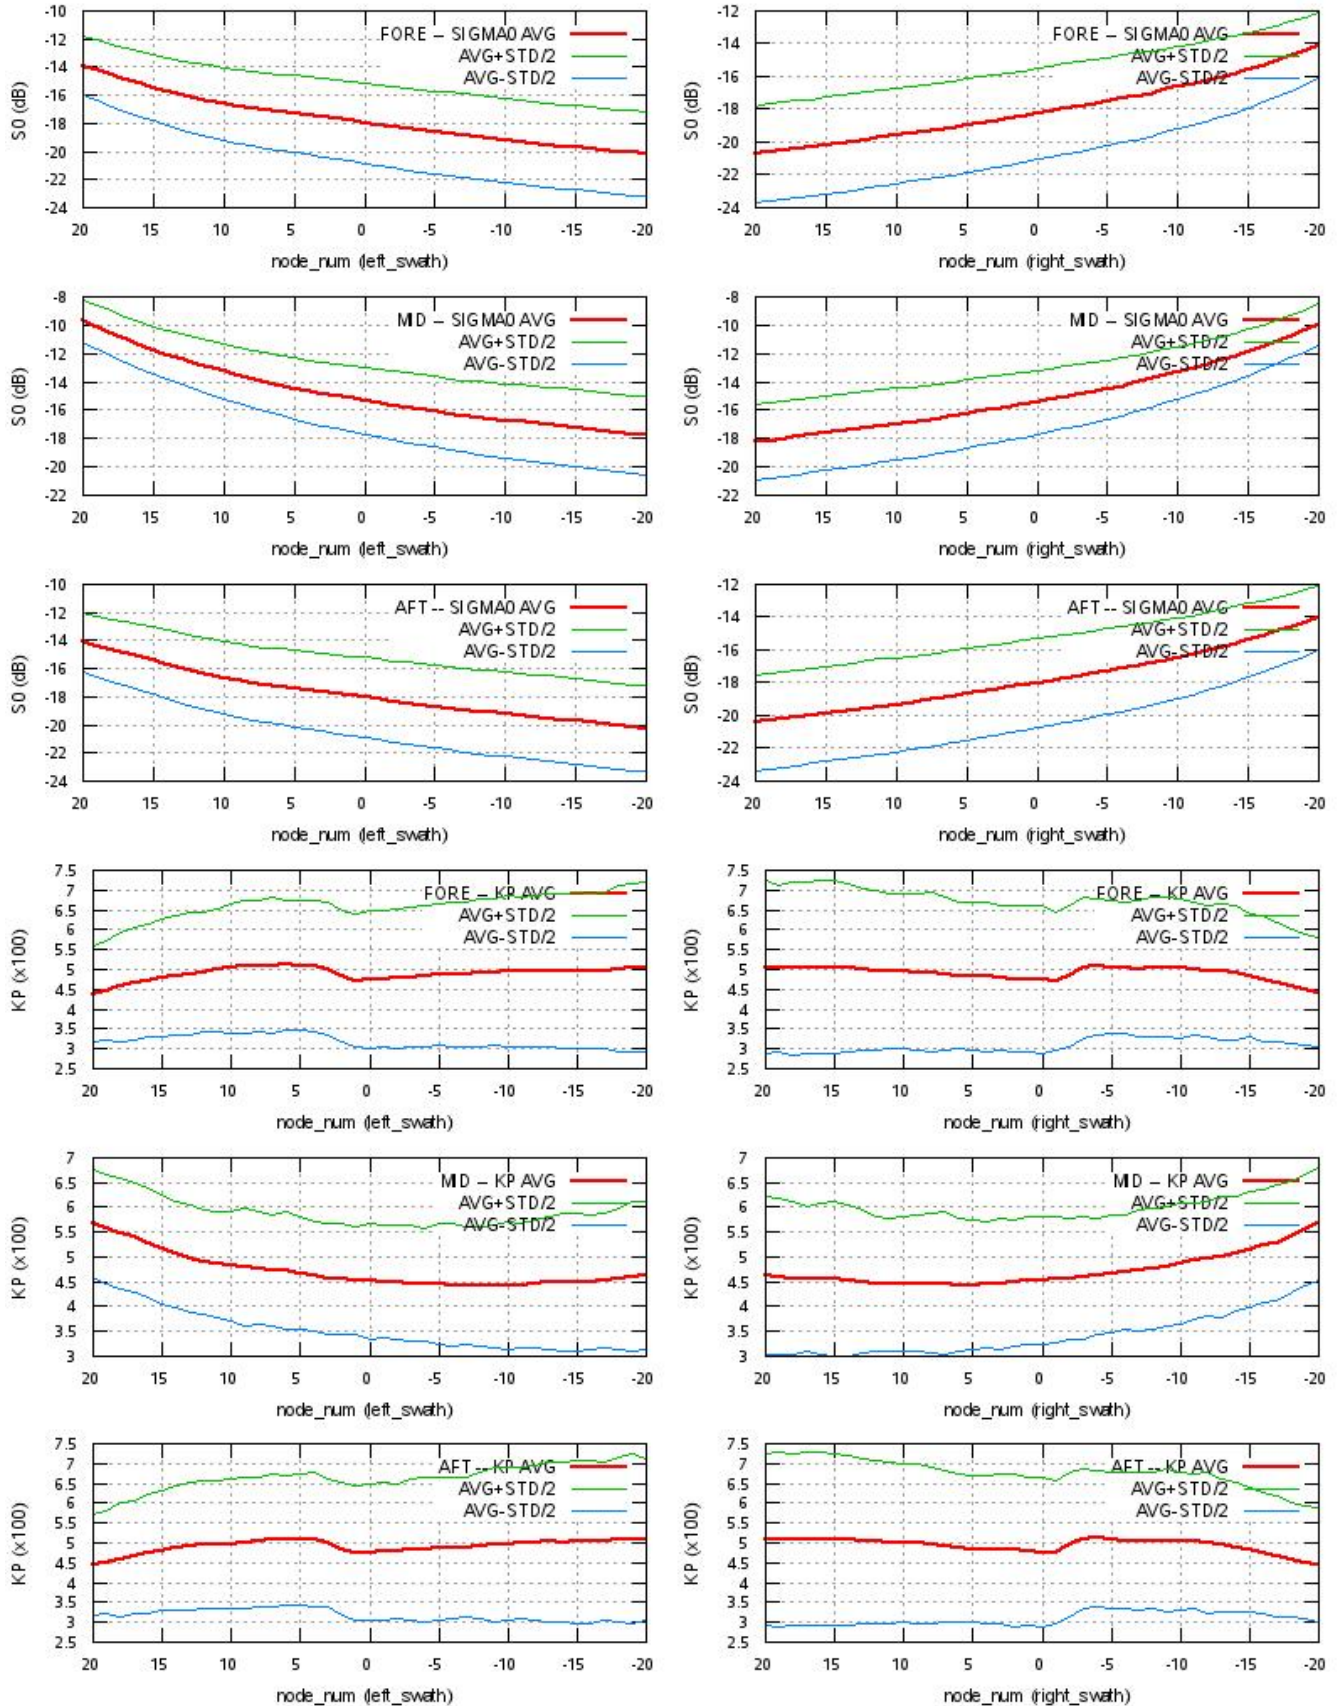 -10
-12
-14
-16
-18
-20
-22
-24
S0 (dB)
FORE -- SIGMA0 AVG
AVG+STD/2
AVG-STD/2
20 15 10 5 0 -5 -10 -15 -20
node_num (left_swath)
-12
-14
-16
-18
-20
-22
-24
S0 (dB)
FORE -- SIGMA0 AVG
AVG+STD/2
AVG-STD/2
20 15 10 5 0 -5 -10 -15 -20
node_num (right_swath)
-8
-10
-12
-14
-16
-18
-20
-22
S0 (dB)
MID -- SIGMA0 AVG
AVG+STD/2
AVG-STD/2
20 15 10 5 0 -5 -10 -15 -20
node_num (left_swath)
-8
-10
-12
-14
-16
-18
-20
-22
S0 (dB)
MID -- SIGMA0 AVG
AVG+STD/2
AVG-STD/2
20 15 10 5 0 -5 -10 -15 -20
node_num (right_swath)
-10
-12
-14
-16
-18
-20
-22
-24
S0 (dB)
AFT -- SIGMA0 AVG
AVG+STD/2
AVG-STD/2
20 15 10 5 0 -5 -10 -15 -20
node_num (left_swath)
-12
-14
-16
-18
-20
-22
-24
S0 (dB)
AFT -- SIGMA0 AVG
AVG+STD/2
AVG-STD/2
20 15 10 5 0 -5 -10 -15 -20
node_num (right_swath)
7.5
7
6.5
6
5.5
5
4.5
4
3.5
3
2.5
KP (x100)
FORE -- KP AVG
AVG+STD/2
AVG-STD/2
20 15 10 5 0 -5 -10 -15 -20
node_num (left_swath)
7.5
7
6.5
6
5.5
5
4.5
4
3.5
3
2.5
KP (x100)
FORE -- KP AVG
AVG+STD/2
AVG-STD/2
20 15 10 5 0 -5 -10 -15 -20
node_num (right_swath)
7
6.5
6
5.5
5
4.5
4
3.5
3
KP (x100)
MID -- KP AVG
AVG+STD/2
AVG-STD/2
20 15 10 5 0 -5 -10 -15 -20
node_num (left_swath)
7
6.5
6
5.5
5
4.5
4
3.5
3
KP (x100)
MID -- KP AVG
AVG+STD/2
AVG-STD/2
20 15 10 5 0 -5 -10 -15 -20
node_num (right_swath)
7.5
7
6.5
6
5.5
5
4.5
4
3.5
3
2.5
KP (x100)
AFT -- KP AVG
AVG+STD/2
AVG-STD/2
20 15 10 5 0 -5 -10 -15 -20
node_num (left_swath)
7.5
7
6.5
6
5.5
5
4.5
4
3.5
3
2.5
KP (x100)
AFT -- KP AVG
AVG+STD/2
AVG-STD/2
20 15 10 5 0 -5 -10 -15 -20
node_num (right_swath)